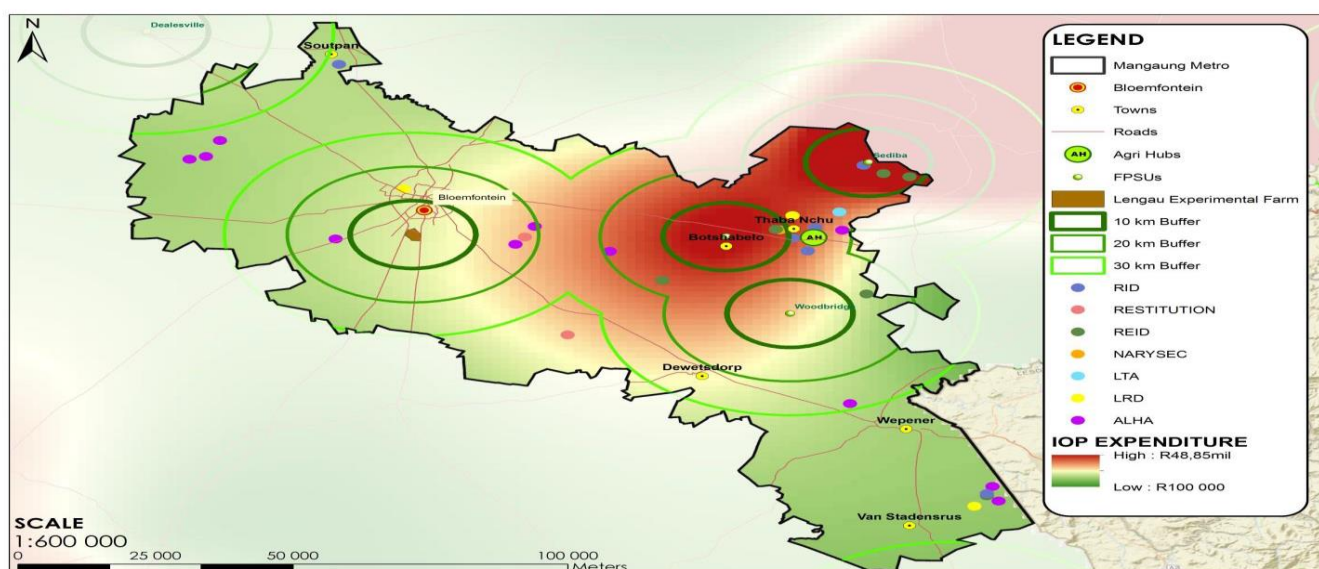 N
Dealesville
Soutpan
Sediba
Bloemfontein
Thaba Nchu
AH
Botshabelo
Woodbridg
Dewetsdorp
Wepener
Van Stadensrus
SCALE
1:600 000
0 25 000 50 000 100 000
Meters
LEGEND
Mangaung Metro
Bloemfontein
Towns
Roads
AH Agri Hubs
FPSUs
Lengau Experimental Farm
10 km Buffer
20 km Buffer
30 km Buffer
RID
RESTITUTION
REID
NARYSEC
LTA
LRD
ALHA
IOP EXPENDITURE
High : R48,85mil
Low : R100 000